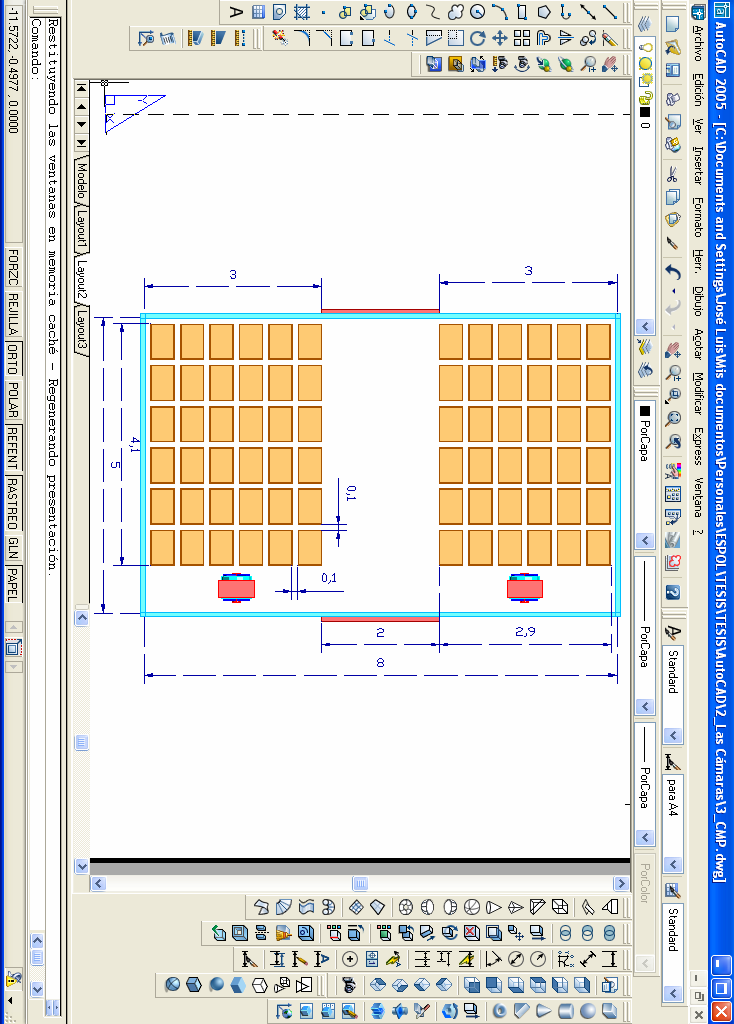 AutoCAD 2005 - [C:\Documents and Settings\José Luis\Mis documentos\Personales\ESPOL\TESIS\TESIS\AutoCAD\2_Las Cámaras\3_CMP.dwg]
Archivo Edición Ver Insertar Formato Herr. Dibujo Acotar Modificar Express Ventana ?
Standard
para A4
Standard
0
PorCapa
PorCapa
PorCapa
PorColor
3
3
0,1
0,1
4,1
5
2
2,9
8
Y
X
Modelo
Layout1
Layout2
Layout3
Restituyendo las ventanas en memoria caché - Regenerando presentación.
Comando:
11.5722, -0.4977 , 0.0000
FORZC REJILLA ORTO POLAR REFENT RASTREO GLN PAPEL